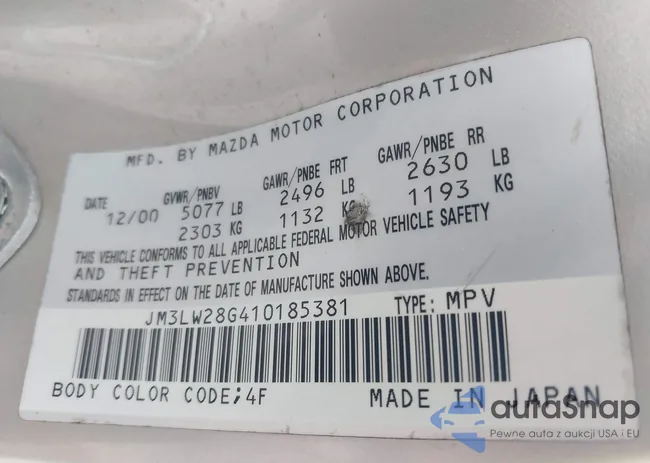 MFD. BY MAZDA MOTOR CORPORATION
DATE GVWR/PNBV GAWR/PNBE FRT GAWR/PNBE RR
12/00 5077 LB 2496 LB 2630 LB
2303 KG 1132 KG 1193 KG
THIS VEHICLE CONFORMS TO ALL APPLICABLE FEDERAL MOTOR VEHICLE SAFETY
AND THEFT PREVENTION
STANDARDS IN EFFECT ON THE DATE OF MANUFACTURE SHOWN ABOVE.
JM3LW28G410185381 TYPE: MPV
BODY COLOR CODE;4F MADE IN JAPAN
autaSnap
Pewne auta z aukcji USA i EU